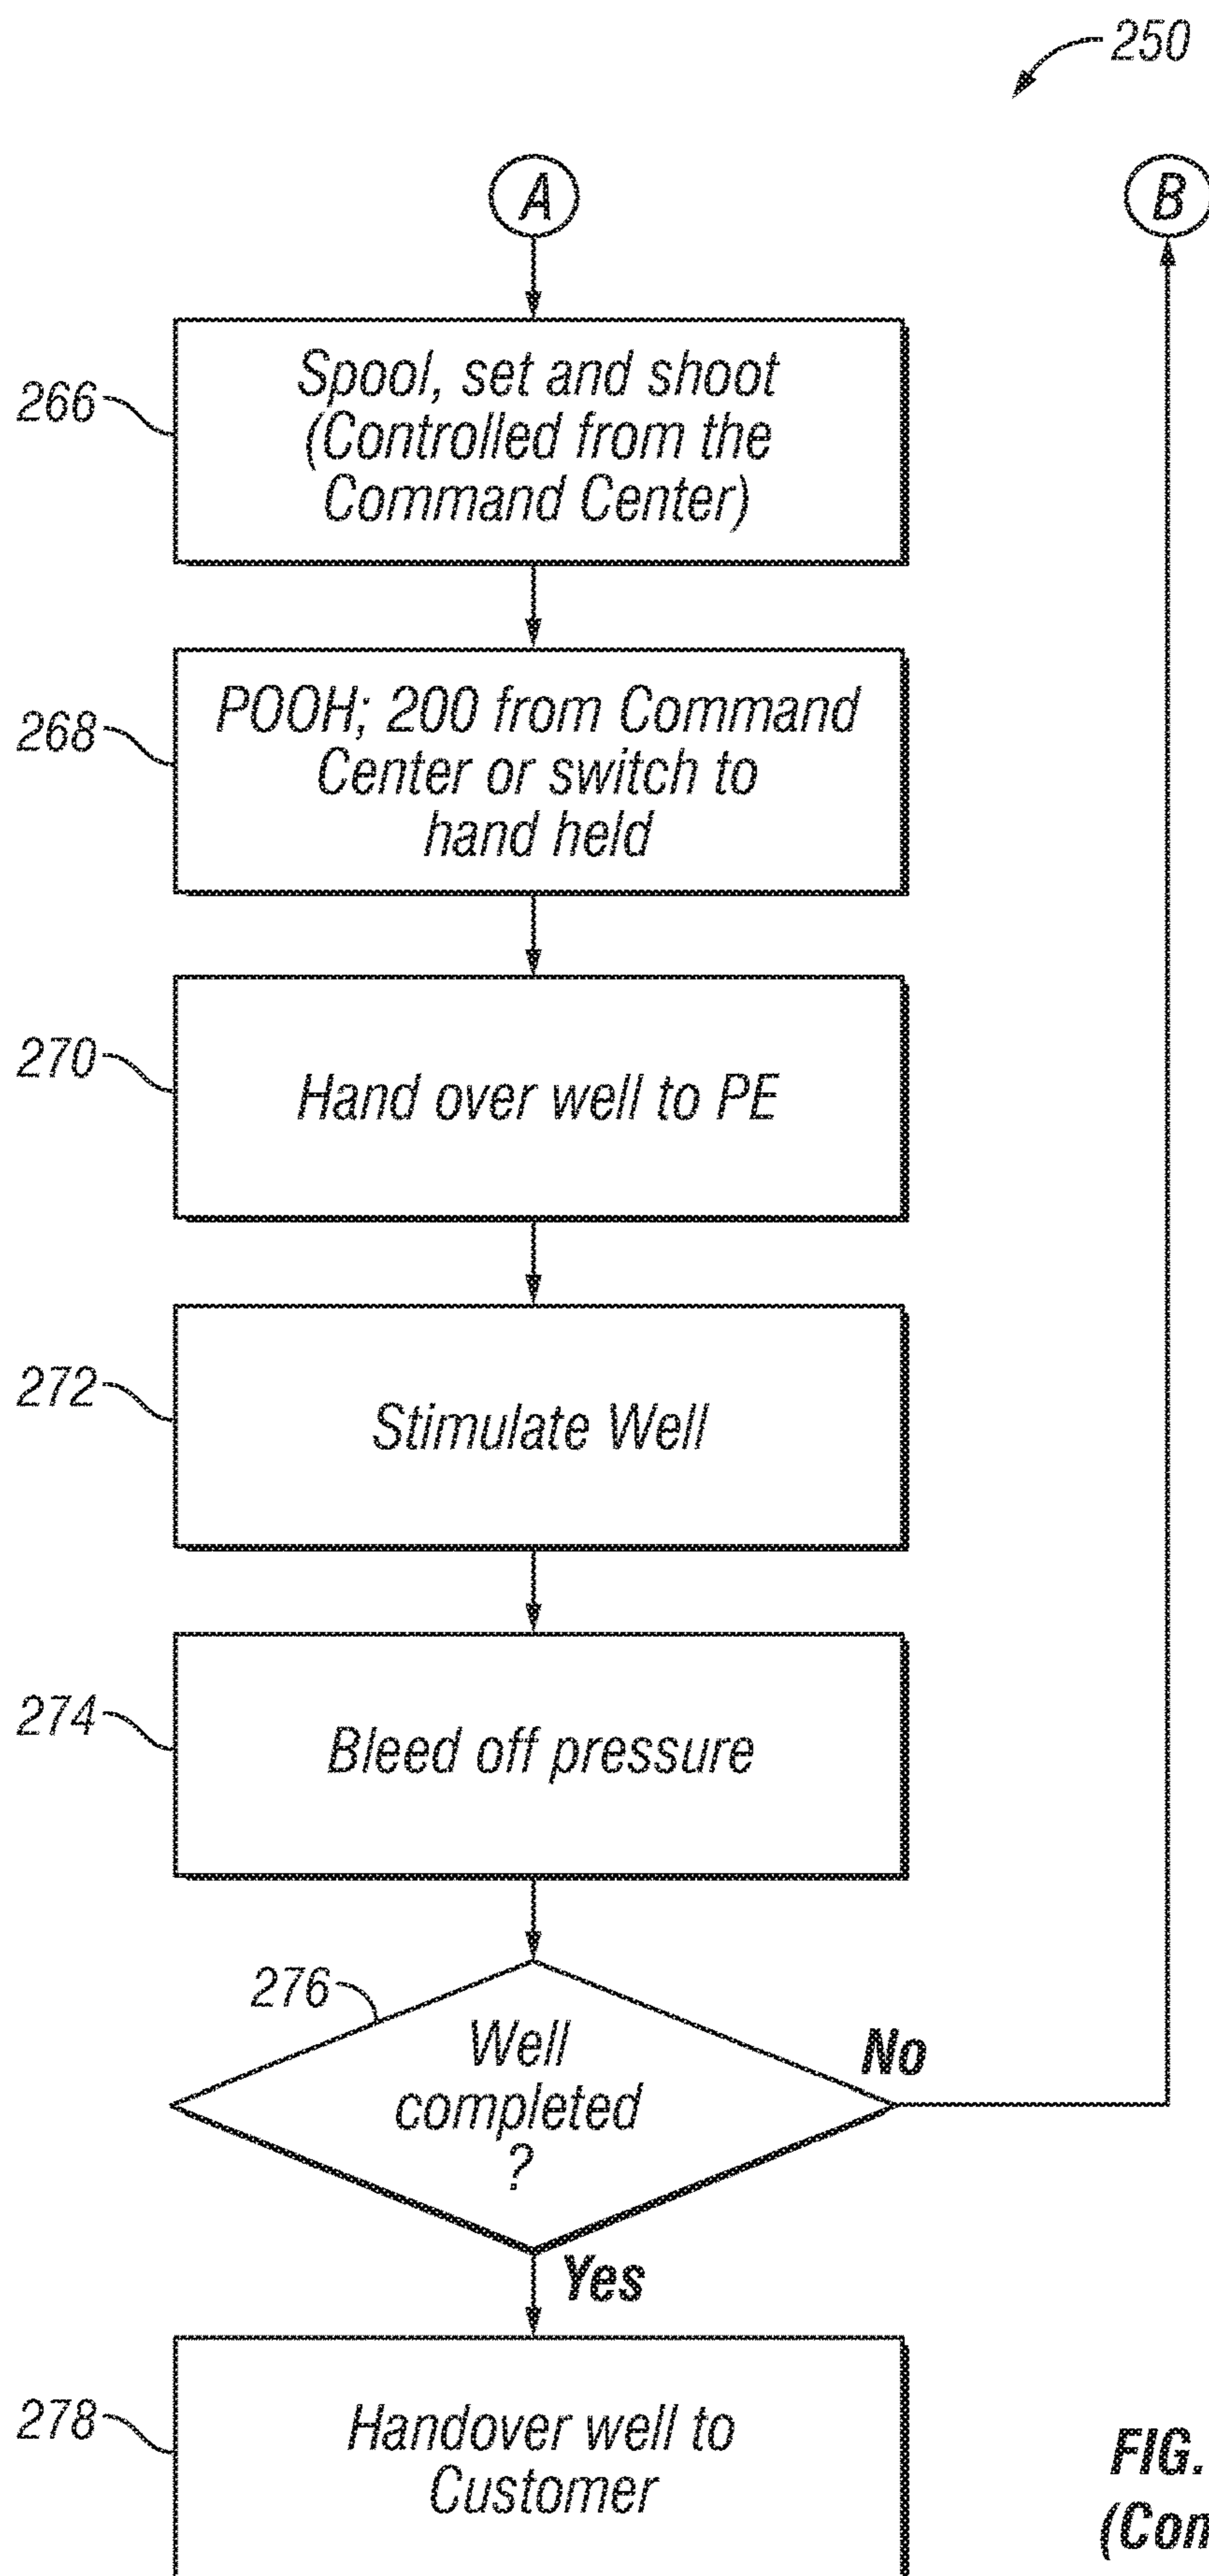 250
A
B
266
Spool, set and shoot
(Controlled from the
Command Center)
268
POOH; 200 from Command
Center or switch to
hand held
270
Hand over well to PE
272
Stimulate Well
274
Bleed off pressure
276
Well
completed
?
No
Yes
278
Handover well to
Customer
FIG.